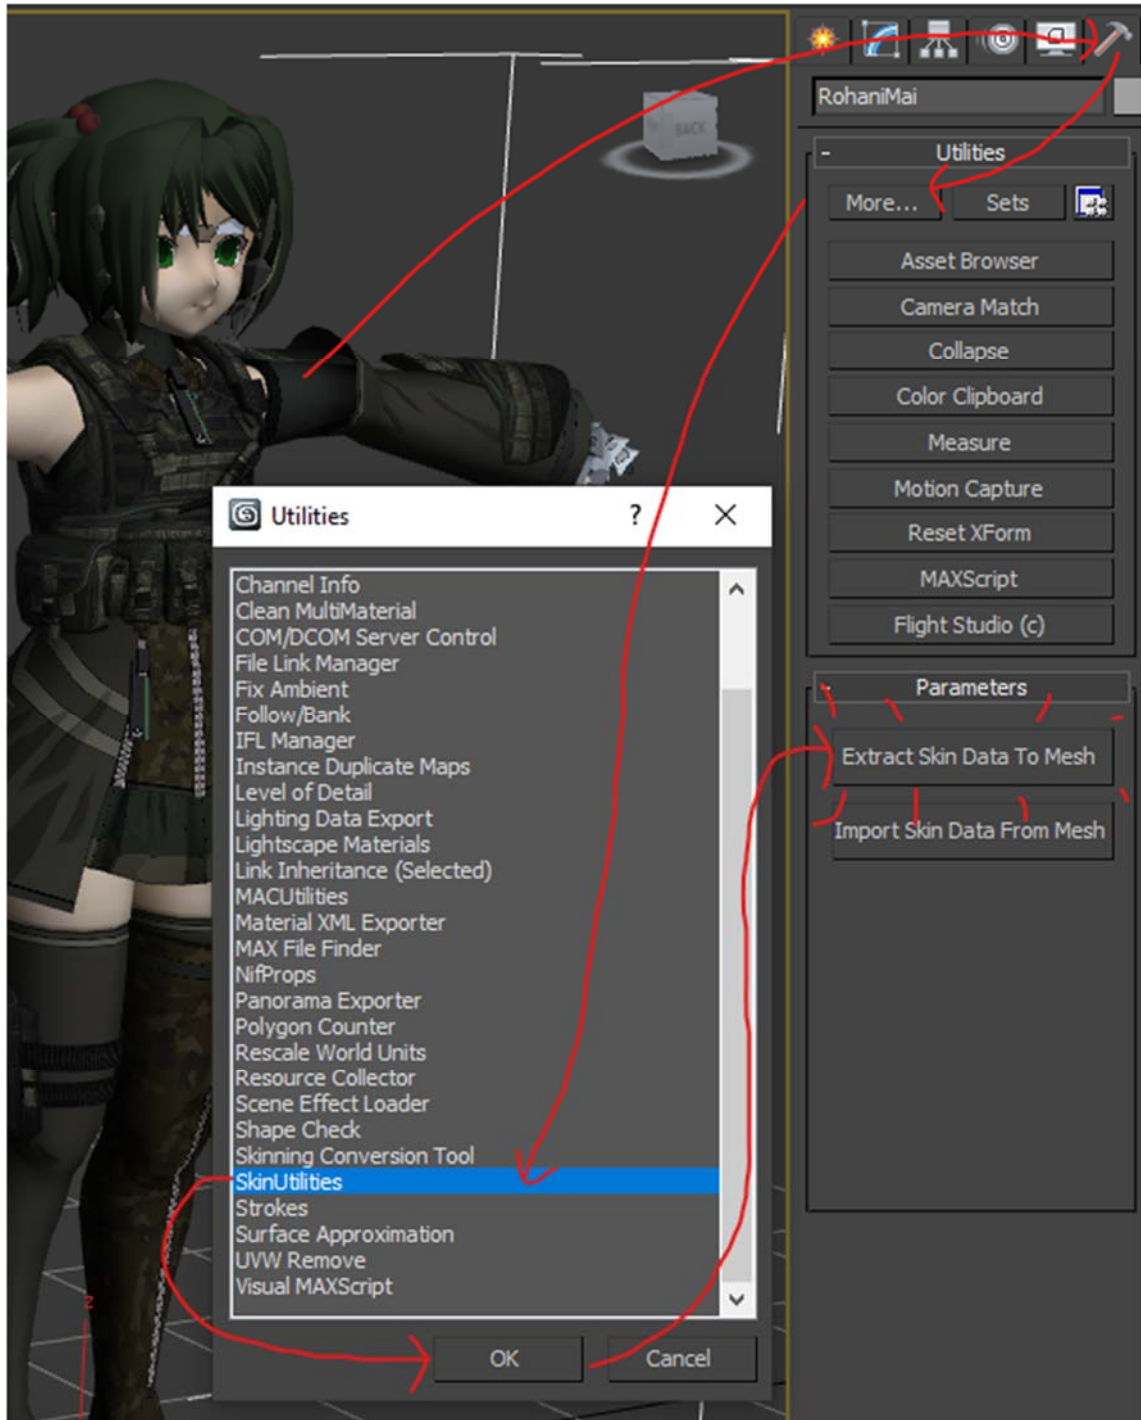 BACK
RohaniMai
- Utilities
More... Sets
Asset Browser
Camera Match
Collapse
Color Clipboard
Measure
Motion Capture
Reset XForm
MAXScript
Flight Studio (c)
- Parameters
Extract Skin Data To Mesh
Import Skin Data From Mesh
Utilities ?
Channel Info
Clean MultiMaterial
COM/DCOM Server Control
File Link Manager
Fix Ambient
Follow/Bank
IFL Manager
Instance Duplicate Maps
Level of Detail
Lighting Data Export
Lightscape Materials
Link Inheritance (Selected)
MACUtilities
Material XML Exporter
MAX File Finder
NifProps
Panorama Exporter
Polygon Counter
Rescale World Units
Resource Collector
Scene Effect Loader
Shape Check
Skinning Conversion Tool
SkinUtilities
Strokes
Surface Approximation
UVW Remove
Visual MAXScript
OK Cancel
z